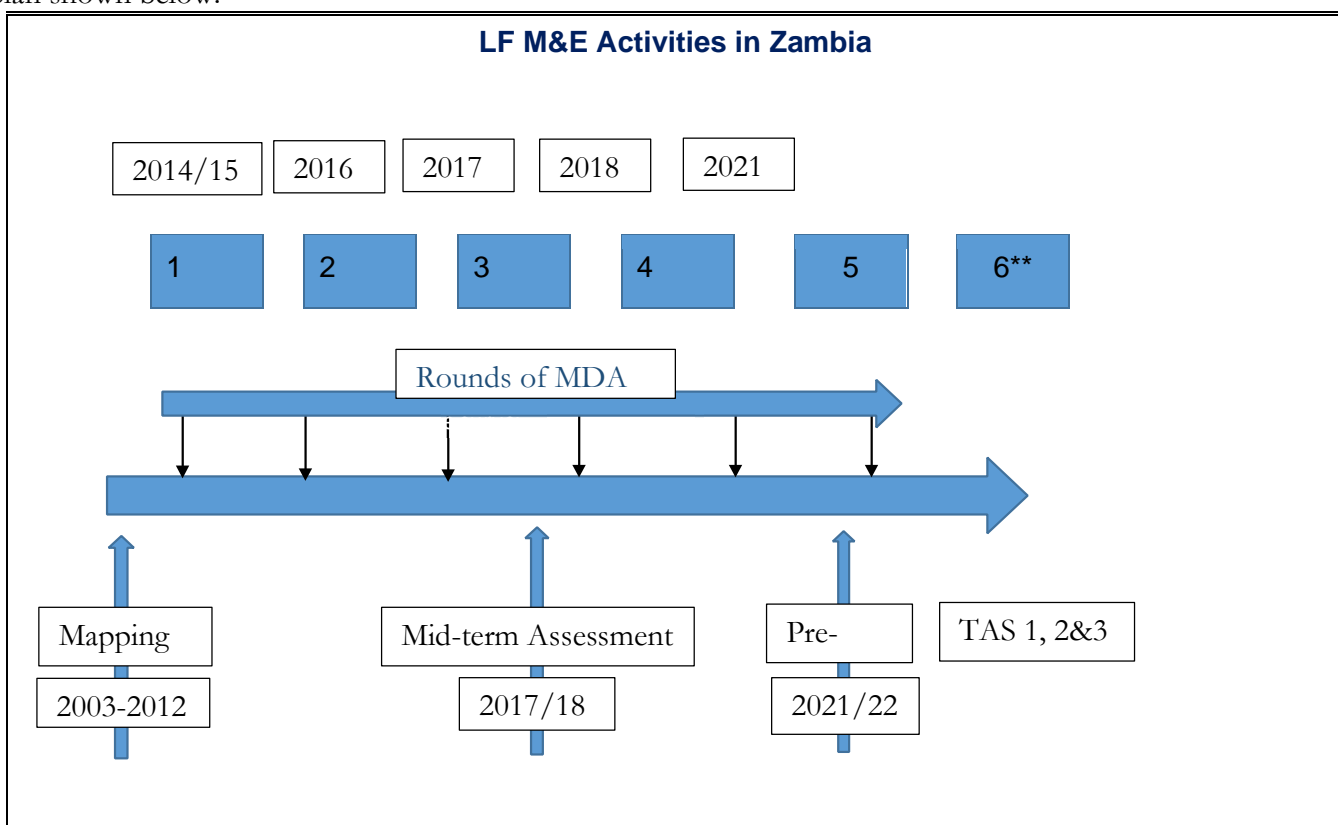 LF M&E Activities in Zambia
2014/15 2016 2017 2018 2021
1 2 3 4 5 6**
Rounds of MDA
Mapping Mid-term Assessment Pre- TAS 1, 2&3
2003-2012 2017/18 2021/22